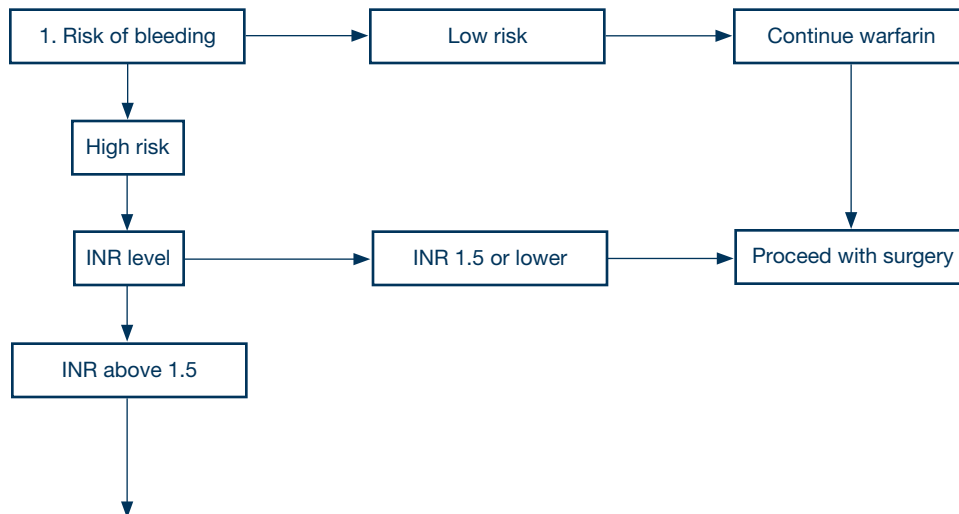 1. Risk of bleeding
Low risk
Continue warfarin
High risk
INR level
INR 1.5 or lower
Proceed with surgery
INR above 1.5